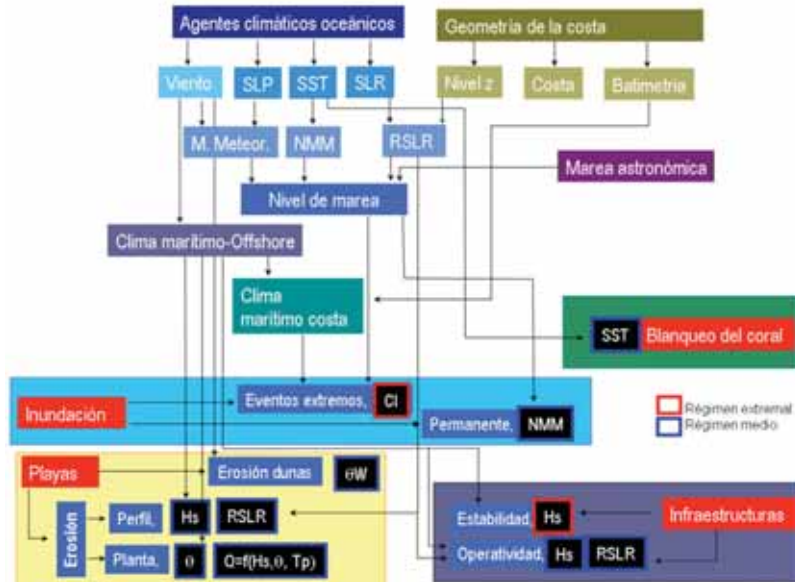 Agentes climáticos oceánicos
Geometria de la costa
Viento
SLP
SST
SLR
Nivel z
Costa
Batimetria
M. Meteor.
NMM
RSLR
Marea astronómica
Nivel de marea
Clima marítimo-Offshore
Clima
marítimo costa
SST
Blanqueo del coral
Inundación
Eventos extremos,
CI
Régimen extremal
Régimen medio
Permanente,
NMM
Playas
Erosión dunas
θW
Erosión
Perfil,
Hs
RSLR
Planta,
θ
Q=f(Hs,θ, Tp)
Estabilidad,
Hs
Infraestructuras
Operatividad,
Hs
RSLR